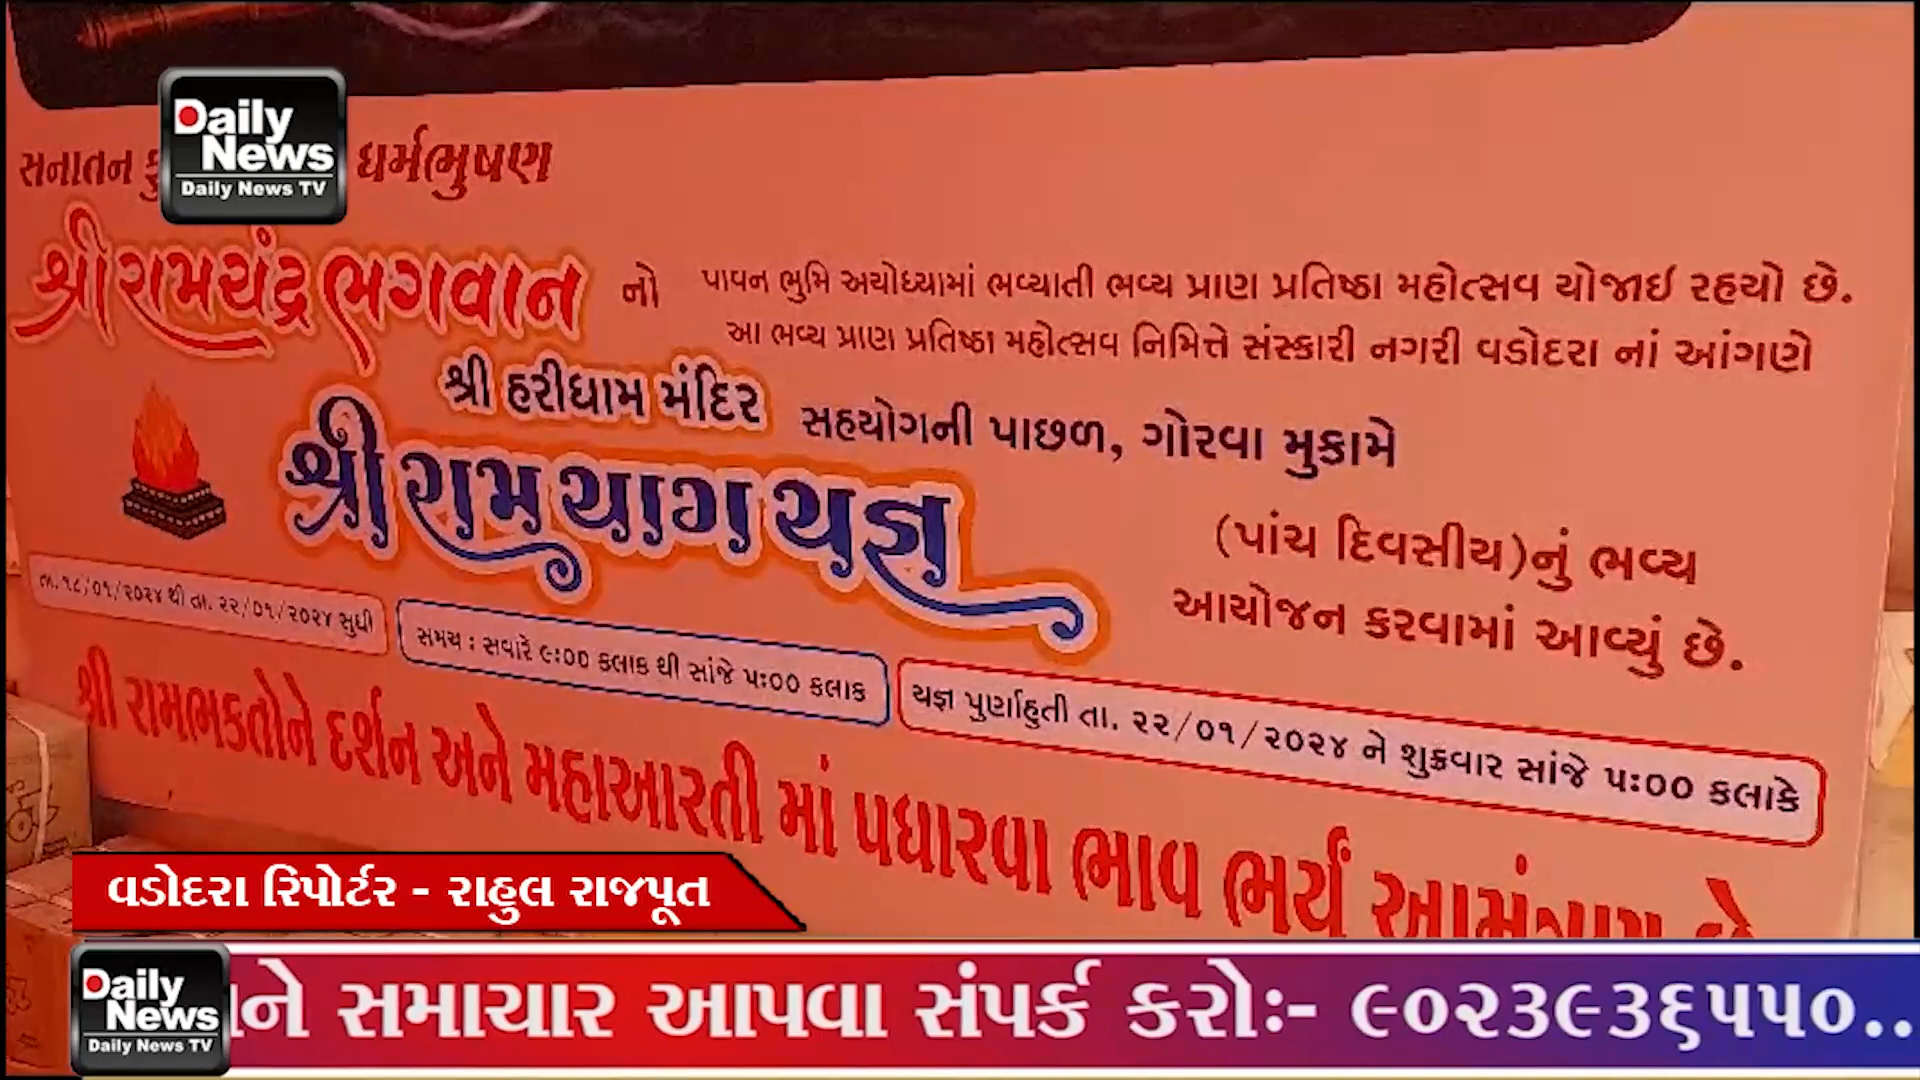 Daily
News
Daily News TV
સનાતન
ધર્મભુષણ
શ્રી રામચંદ્ર ભગવાન નો
પાવન ભુમિ અયોધ્યામાં ભવ્યાતી ભવ્ય પ્રાણ પ્રતિષ્ઠા મહોત્સવ યોજાઇ રહયો છે.
આ ભવ્ય પ્રાણ પ્રતિષ્ઠા મહોત્સવ નિમિત્તે સંસ્કારી નગરી વડોદરા નાં આંગણે
શ્રી હરીધામ મંદિર સહયોગની પાછળ, ગોરવા મુકામે
શ્રી રામ યાગ યજ્ઞ
(પાંચ દિવસીય)નું ભવ્ય
આયોજન કરવામાં આવ્યું છે.
તા. ૧૮/૦૧/૨૦૨૪ થી તા. ૨૨/૦૧/૨૦૨૪ સુધી
સમય : સવારે ૯:૦૦ કલાક થી સાંજે ૫:૦૦ કલાક
યજ્ઞ પુર્ણાહુતી તા. ૨૨/૦૧/૨૦૨૪ ને શુક્રવાર સાંજે ૫:૦૦ કલાકે
શ્રી રામભકતોને દર્શન અને મહાઆરતી માં પધારવા ભાવ ભર્યું આમંત્રણ છે
વડોદરા રિપોર્ટર - રાહુલ રાજપૂત
Daily
News
Daily News TV
ને સમાચાર આપવા સંપર્ક કરો:- ૯૦૨૩૯૩૬૫૫૦..